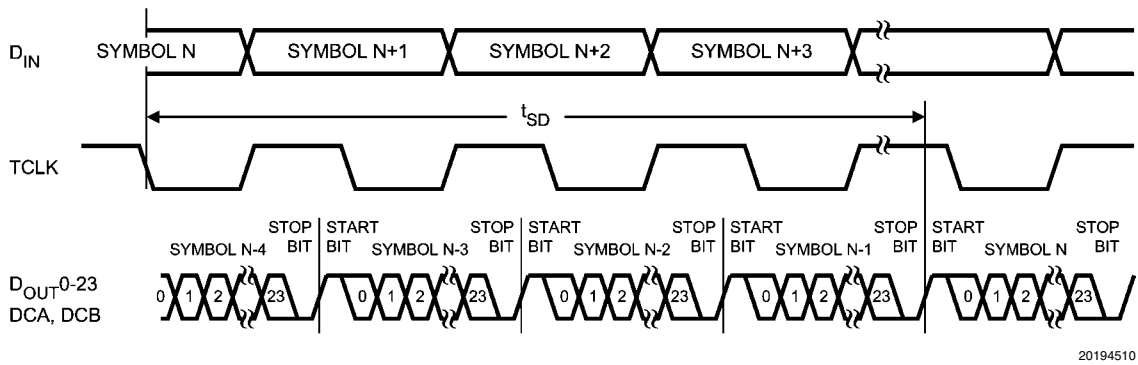 D_IN
SYMBOL N SYMBOL N+1 SYMBOL N+2 SYMBOL N+3
t_SD
TCLK
STOP BIT START BIT STOP BIT START BIT STOP BIT START BIT STOP BIT START BIT STOP BIT
SYMBOL N-4 SYMBOL N-3 SYMBOL N-2 SYMBOL N-1 SYMBOL N
D_OUT0-23
DCA, DCB
0 1 2 23 0 1 2 23 0 1 2 23 0 1 2 23 0 1 2 23
20194510